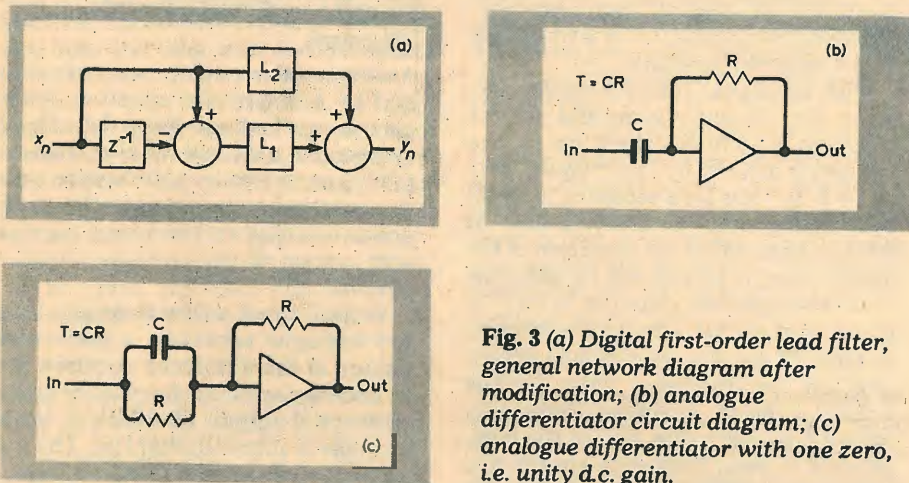 (a)
L₂
+
+
xₙ
Z⁻¹
−
L₁
+
yₙ
(b)
R
T = CR
C
In
Out
R
T=CR
C
In
Out
R
(c)
Fig. 3 (a) Digital first-order lead filter,
general network diagram after
modification; (b) analogue
differentiator circuit diagram; (c)
analogue differentiator with one zero,
i.e. unity d.c. gain.